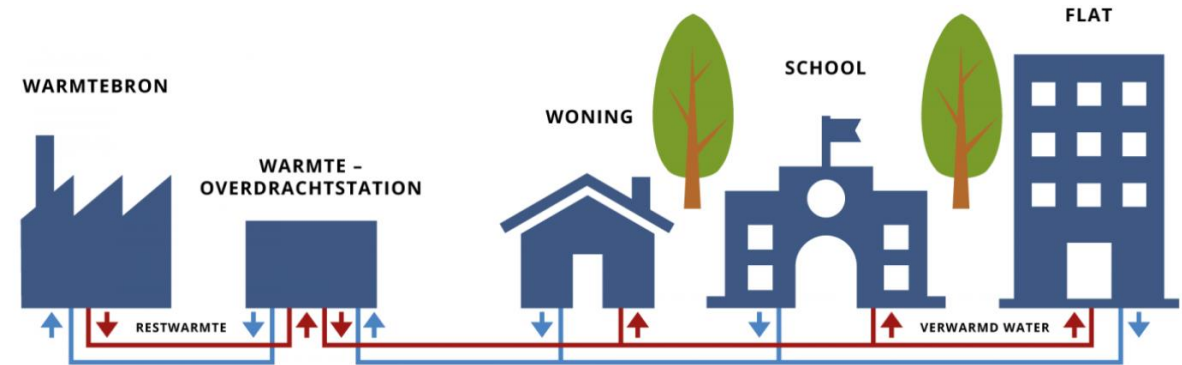 WARMTEBRON
WARMTE –
OVERDRACHTSTATION
WONING
SCHOOL
FLAT
RESTWARMTE
VERWARMD WATER